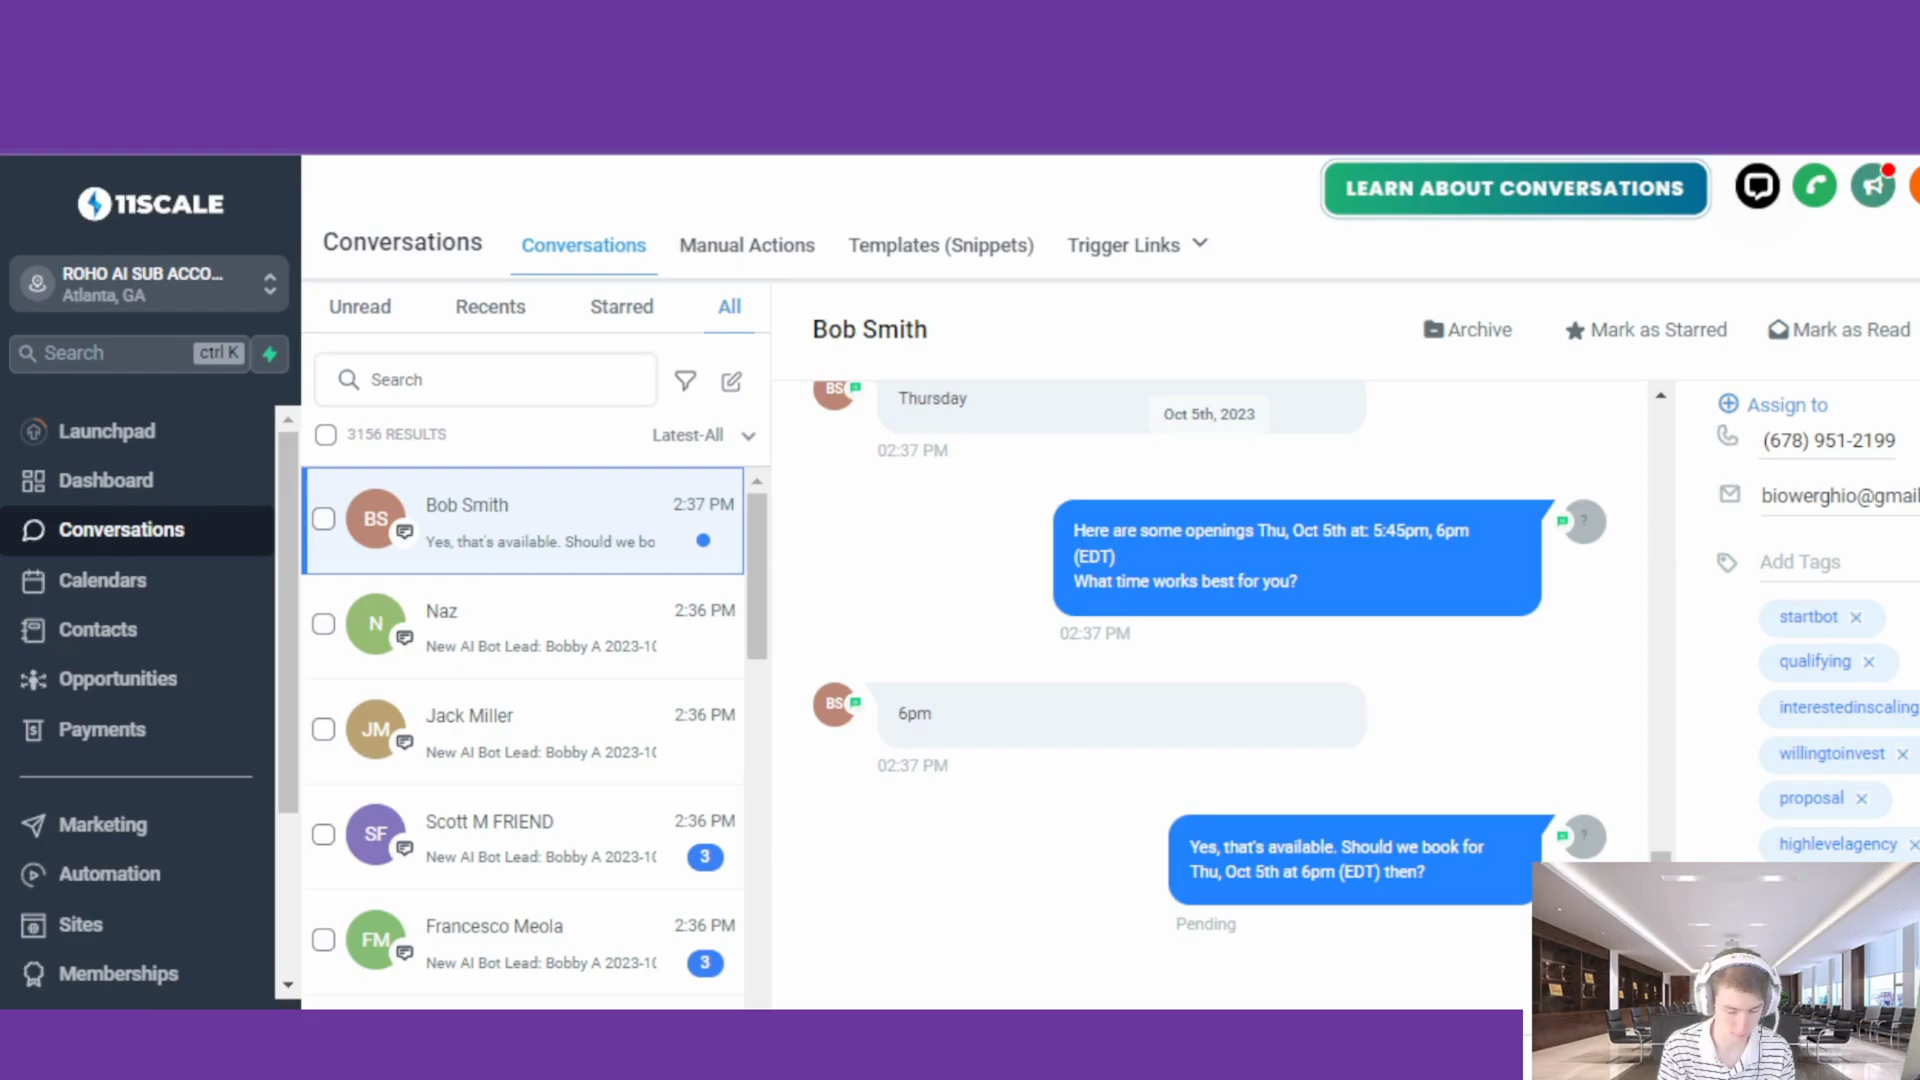 11SCALE
ROHO AI SUB ACCO...
Atlanta, GA
Search
ctrl K
Launchpad
Dashboard
Conversations
Calendars
Contacts
Opportunities
Payments
Marketing
Automation
Sites
Memberships
LEARN ABOUT CONVERSATIONS
Conversations
Conversations
Manual Actions
Templates (Snippets)
Trigger Links
Unread
Recents
Starred
All
Search
3156 RESULTS
Latest-All
BS
Bob Smith
2:37 PM
Yes, that's available. Should we bo
N
Naz
2:36 PM
New AI Bot Lead: Bobby A 2023-10
JM
Jack Miller
2:36 PM
New AI Bot Lead: Bobby A 2023-10
SF
Scott M FRIEND
2:36 PM
New AI Bot Lead: Bobby A 2023-10
3
FM
Francesco Meola
2:36 PM
New AI Bot Lead: Bobby A 2023-10
3
Bob Smith
Archive
Mark as Starred
Mark as Read
BS
Thursday
Oct 5th, 2023
02:37 PM
Here are some openings Thu, Oct 5th at: 5:45pm, 6pm
(EDT)
What time works best for you?
?
02:37 PM
BS
6pm
02:37 PM
Yes, that's available. Should we book for
Thu, Oct 5th at 6pm (EDT) then?
?
Pending
Assign to
(678) 951-2199
biowerghio@gmail
Add Tags
startbot
qualifying
interestedinscaling
willingtoinvest
proposal
highlevelagency